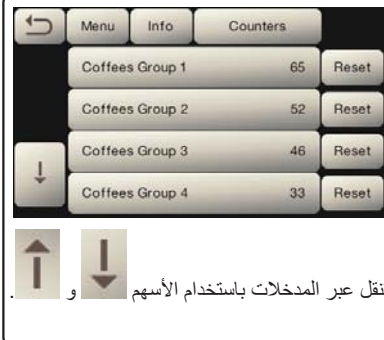 Menu Info Counters
Coffees Group 1 65 Reset
Coffees Group 2 52 Reset
Coffees Group 3 46 Reset
Coffees Group 4 33 Reset
نقل عبر المدخلات باستخدام الأسهم و .